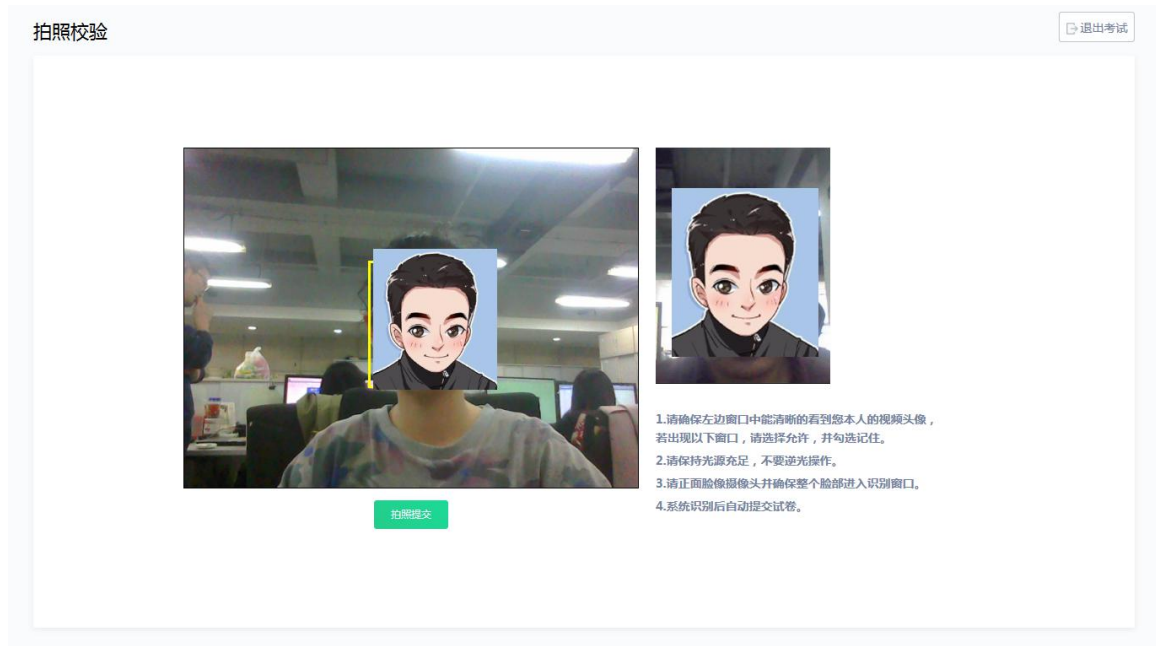 拍照校验
退出考试
1.请确保左边窗口中能清晰的看到您本人的视频头像，
若出现以下窗口，请选择允许，并勾选记住。
2.请保持光源充足，不要逆光操作。
3.请正面脸像摄像头并确保整个脸部进入识别窗口。
4.系统识别后自动提交试卷。
拍照提交